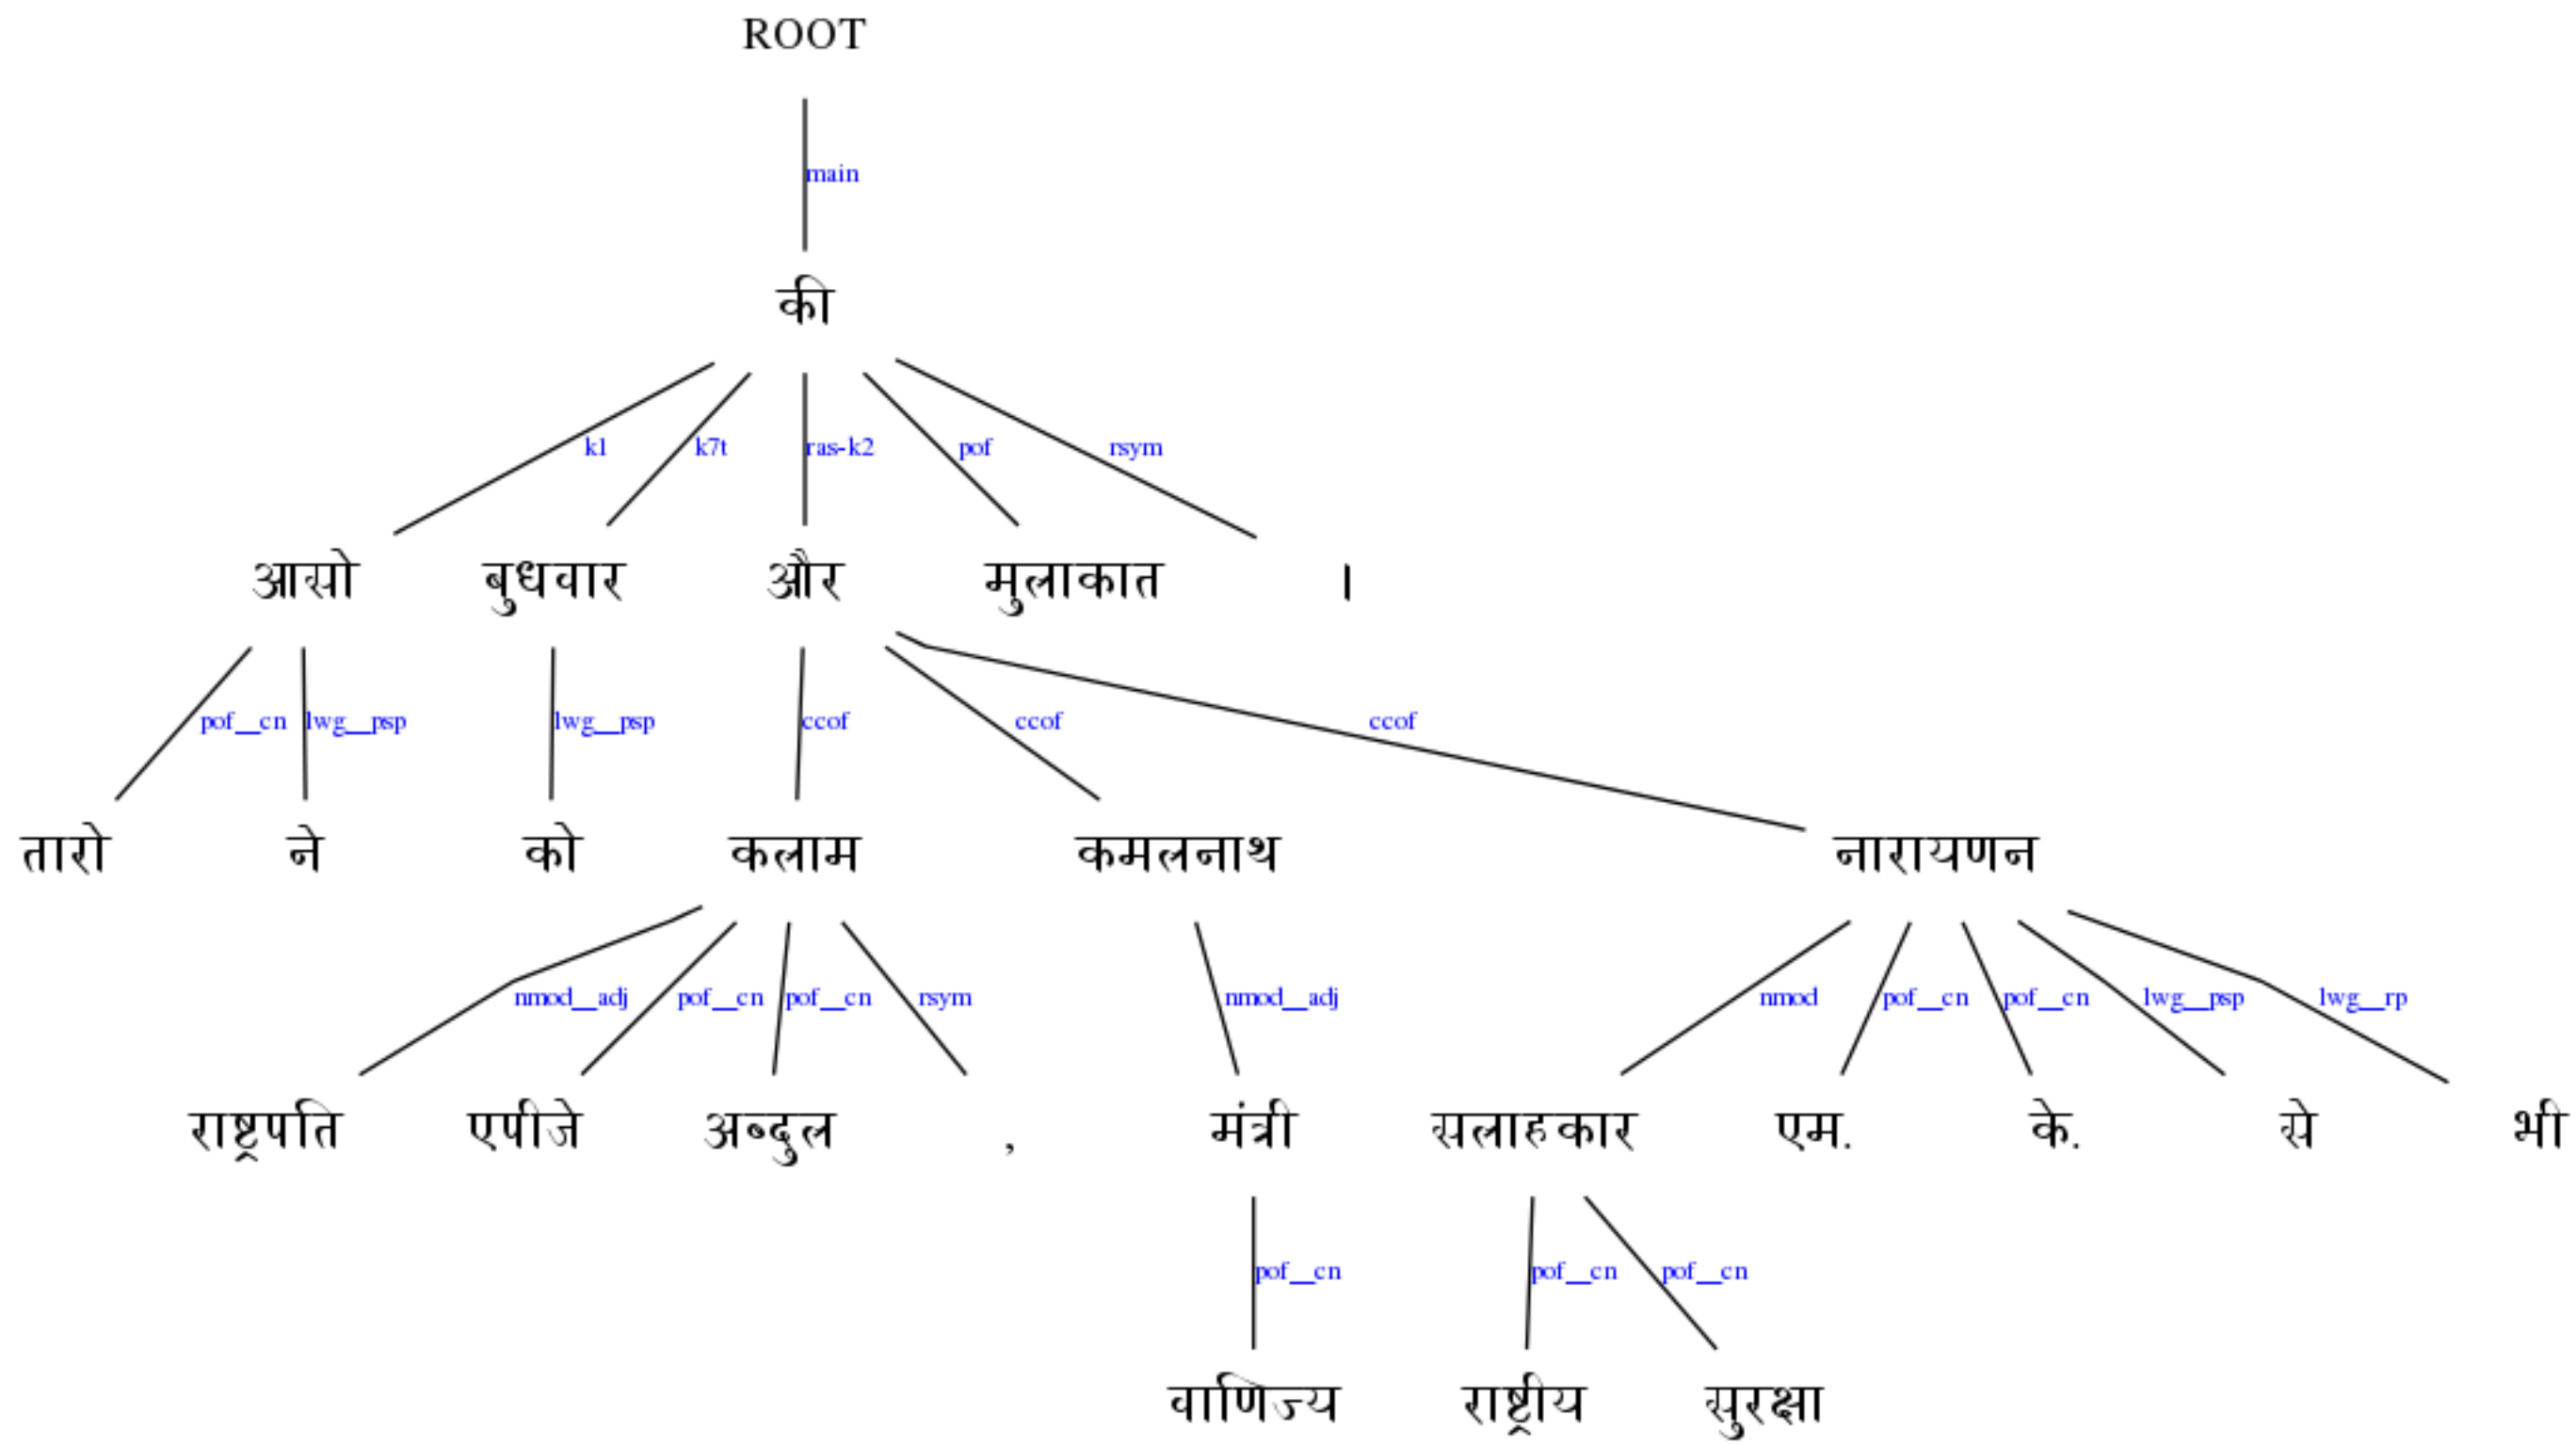 ROOT
main
की
k1 k7t ras-k2 pof rsym
आसो बुधवार और मुलाकात ।
pof__cn lwg__psp lwg__psp ccof ccof ccof
तारो ने को कलाम कमलनाथ नारायणन
nmod__adj pof__cn pof__cn rsym nmod__adj nmod pof__cn pof__cn lwg__psp lwg__rp
राष्ट्रपति एपीजे अब्दुल , मंत्री सलाहकार एम. के. से भी
pof__cn pof__cn pof__cn
वाणिज्य राष्ट्रीय सुरक्षा